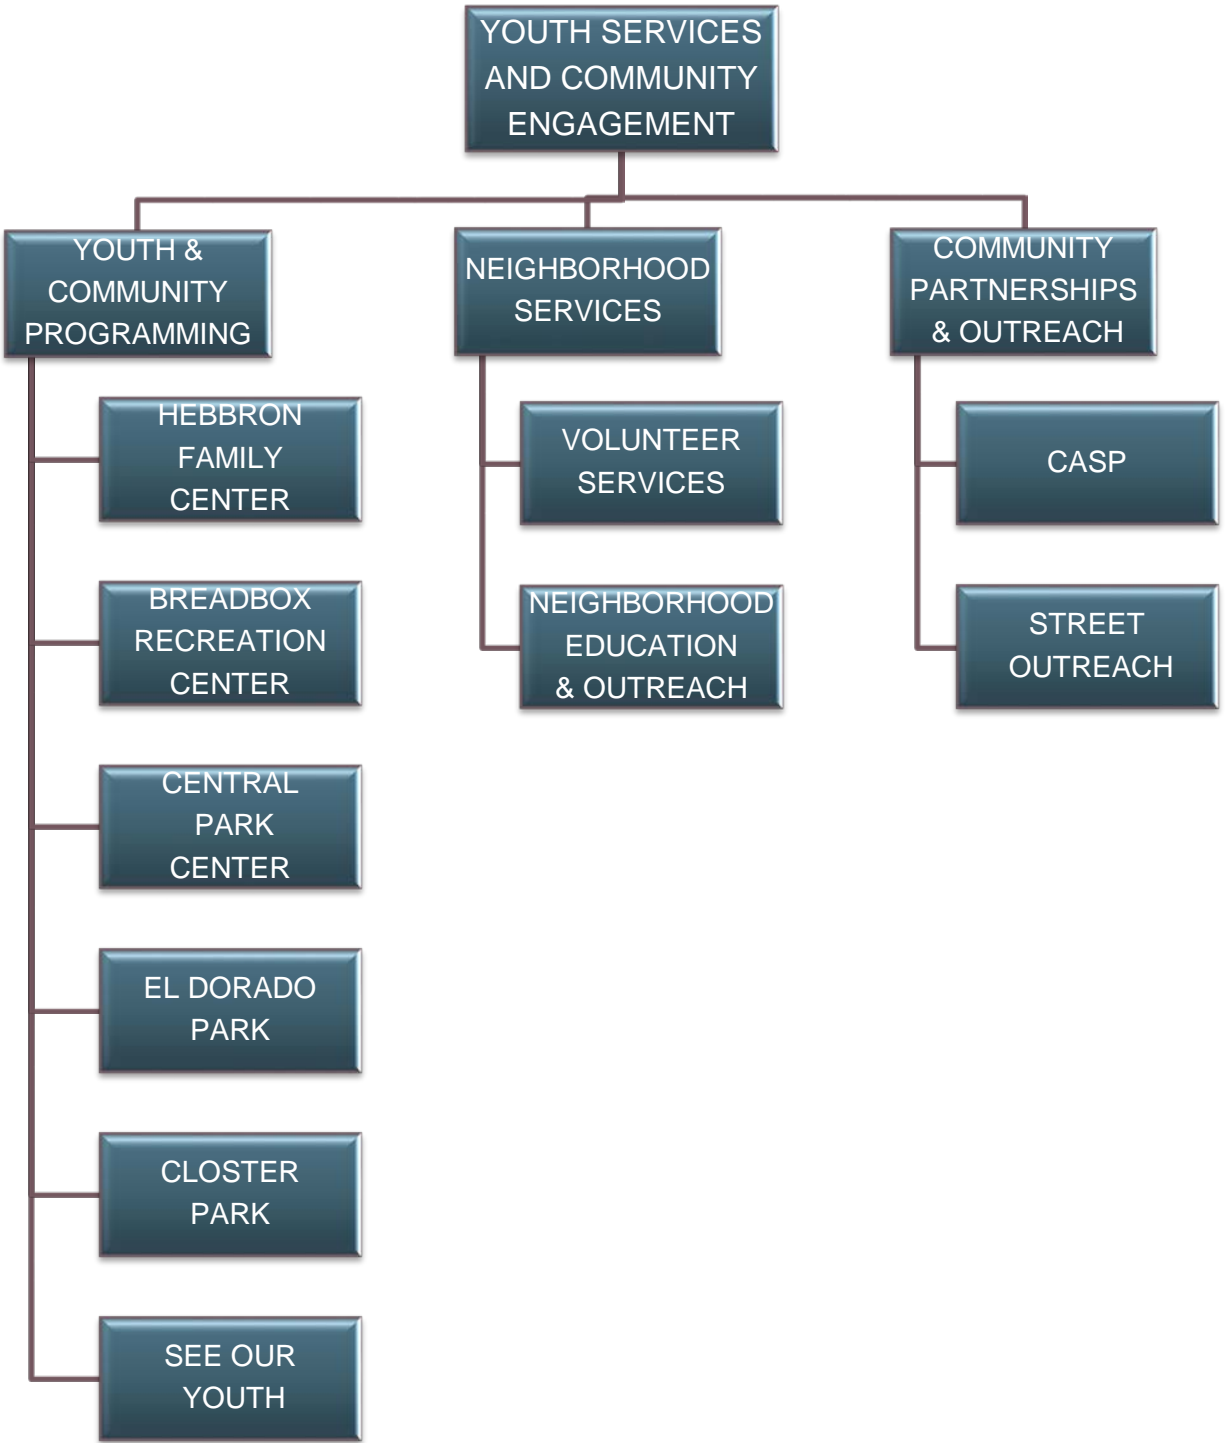 YOUTH SERVICES
AND COMMUNITY
ENGAGEMENT
YOUTH &
COMMUNITY
PROGRAMMING
HEBBRON
FAMILY
CENTER
BREADBOX
RECREATION
CENTER
CENTRAL
PARK
CENTER
EL DORADO
PARK
CLOSTER
PARK
SEE OUR
YOUTH
NEIGHBORHOOD
SERVICES
VOLUNTEER
SERVICES
NEIGHBORHOOD
EDUCATION
& OUTREACH
COMMUNITY
PARTNERSHIPS
& OUTREACH
CASP
STREET
OUTREACH